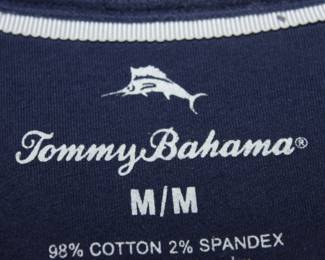 Tommy Bahama®
M/M
98% COTTON 2% SPANDEX